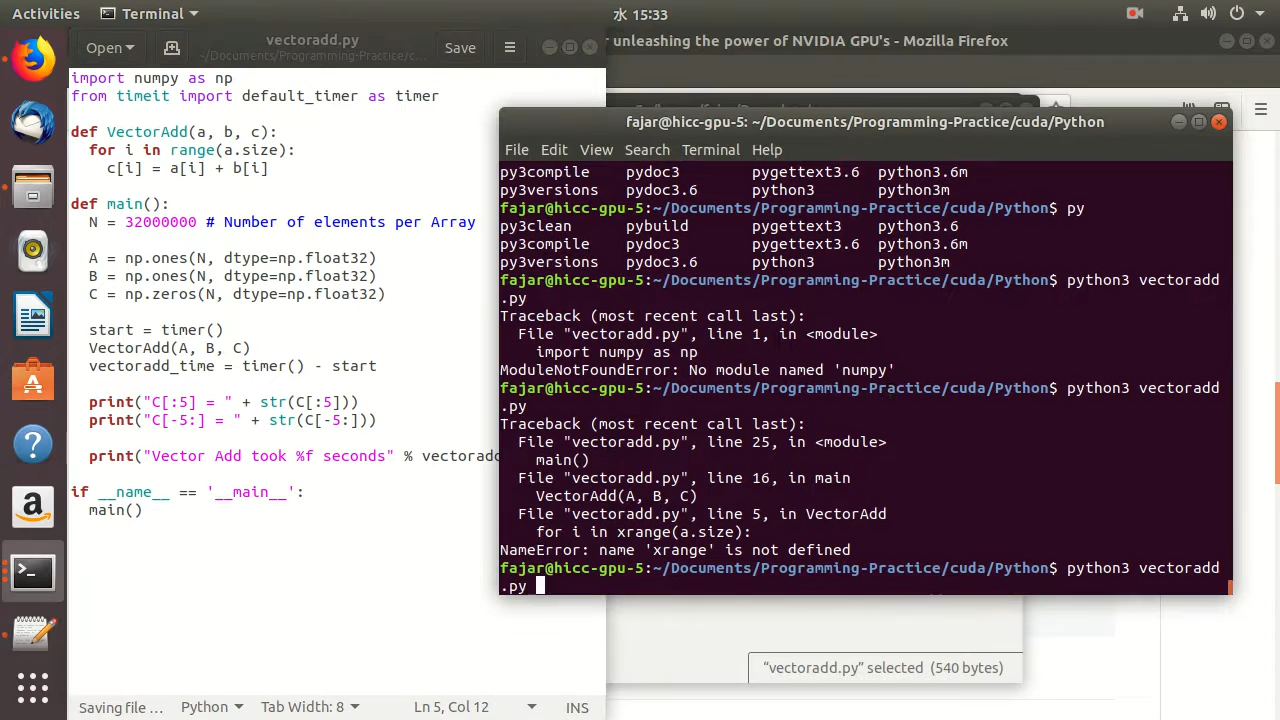 Activities Terminal 水 15:33
Open vectoradd.py Save
~/Documents/Programming-Practice/c...
unleashing the power of NVIDIA GPU's - Mozilla Firefox
import numpy as np
from timeit import default_timer as timer
def VectorAdd(a, b, c):
for i in range(a.size):
c[i] = a[i] + b[i]
def main():
N = 32000000 # Number of elements per Array
A = np.ones(N, dtype=np.float32)
B = np.ones(N, dtype=np.float32)
C = np.zeros(N, dtype=np.float32)
start = timer()
VectorAdd(A, B, C)
vectoradd_time = timer() - start
print("C[:5] = " + str(C[:5]))
print("C[-5:] = " + str(C[-5:]))
print("Vector Add took %f seconds" % vectoradd
if __name__ == '__main__':
main()
Saving file ... Python Tab Width: 8 Ln 5, Col 12 INS
fajar@hicc-gpu-5: ~/Documents/Programming-Practice/cuda/Python
File Edit View Search Terminal Help
py3compile pydoc3 pygettext3.6 python3.6m
py3versions pydoc3.6 python3 python3m
fajar@hicc-gpu-5:~/Documents/Programming-Practice/cuda/Python$ py
py3clean pybuild pygettext3 python3.6
py3compile pydoc3 pygettext3.6 python3.6m
py3versions pydoc3.6 python3 python3m
fajar@hicc-gpu-5:~/Documents/Programming-Practice/cuda/Python$ python3 vectoradd
.py
Traceback (most recent call last):
File "vectoradd.py", line 1, in <module>
import numpy as np
ModuleNotFoundError: No module named 'numpy'
fajar@hicc-gpu-5:~/Documents/Programming-Practice/cuda/Python$ python3 vectoradd
.py
Traceback (most recent call last):
File "vectoradd.py", line 25, in <module>
main()
File "vectoradd.py", line 16, in main
VectorAdd(A, B, C)
File "vectoradd.py", line 5, in VectorAdd
for i in xrange(a.size):
NameError: name 'xrange' is not defined
fajar@hicc-gpu-5:~/Documents/Programming-Practice/cuda/Python$ python3 vectoradd
.py
“vectoradd.py” selected (540 bytes)